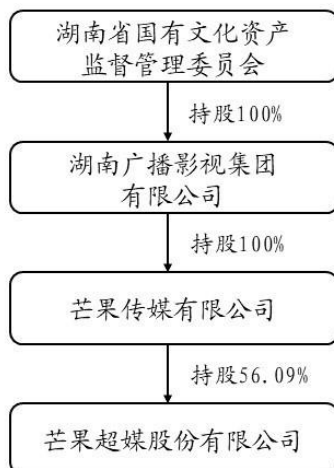 湖南省国有文化资产
监督管理委员会
持股100%
湖南广播影视集团
有限公司
持股100%
芒果传媒有限公司
持股56.09%
芒果超媒股份有限公司